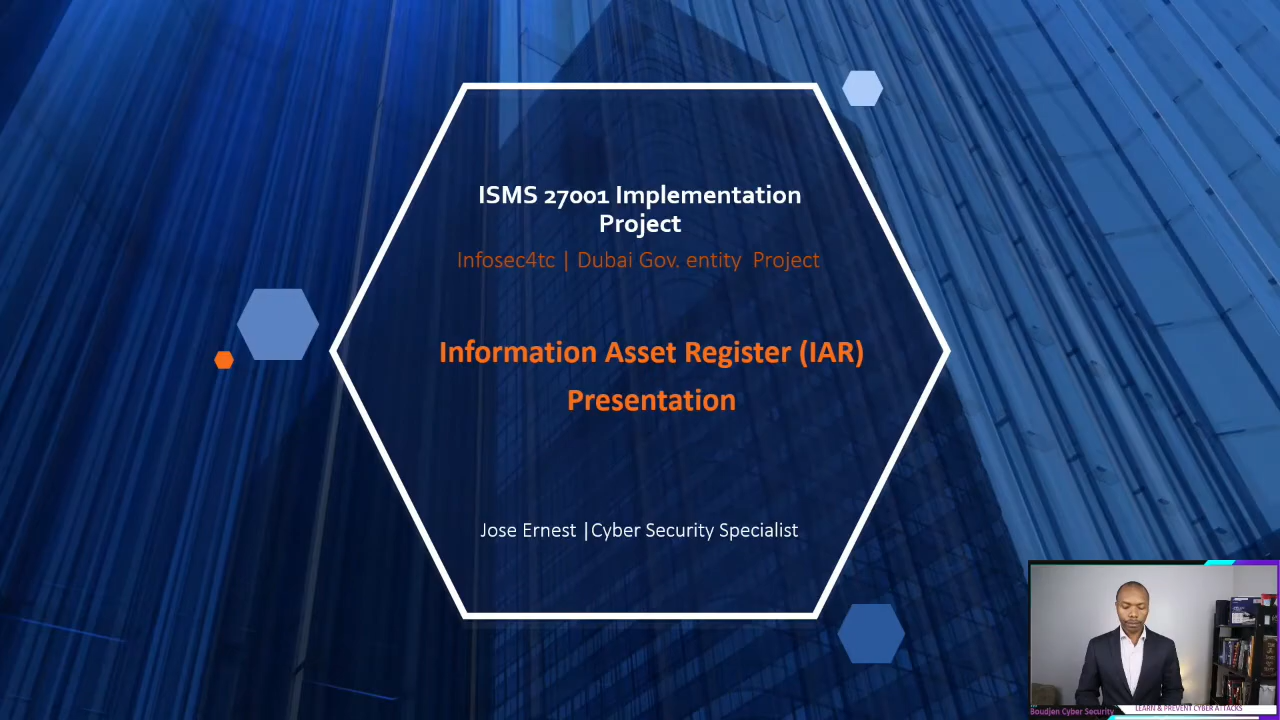 ISMS 27001 Implementation
Project
Infosec4tc | Dubai Gov. entity Project
Information Asset Register (IAR)
Presentation
Jose Ernest |Cyber Security Specialist
Boudjen Cyber Security
LEARN & PREVENT CYBER ATTACKS